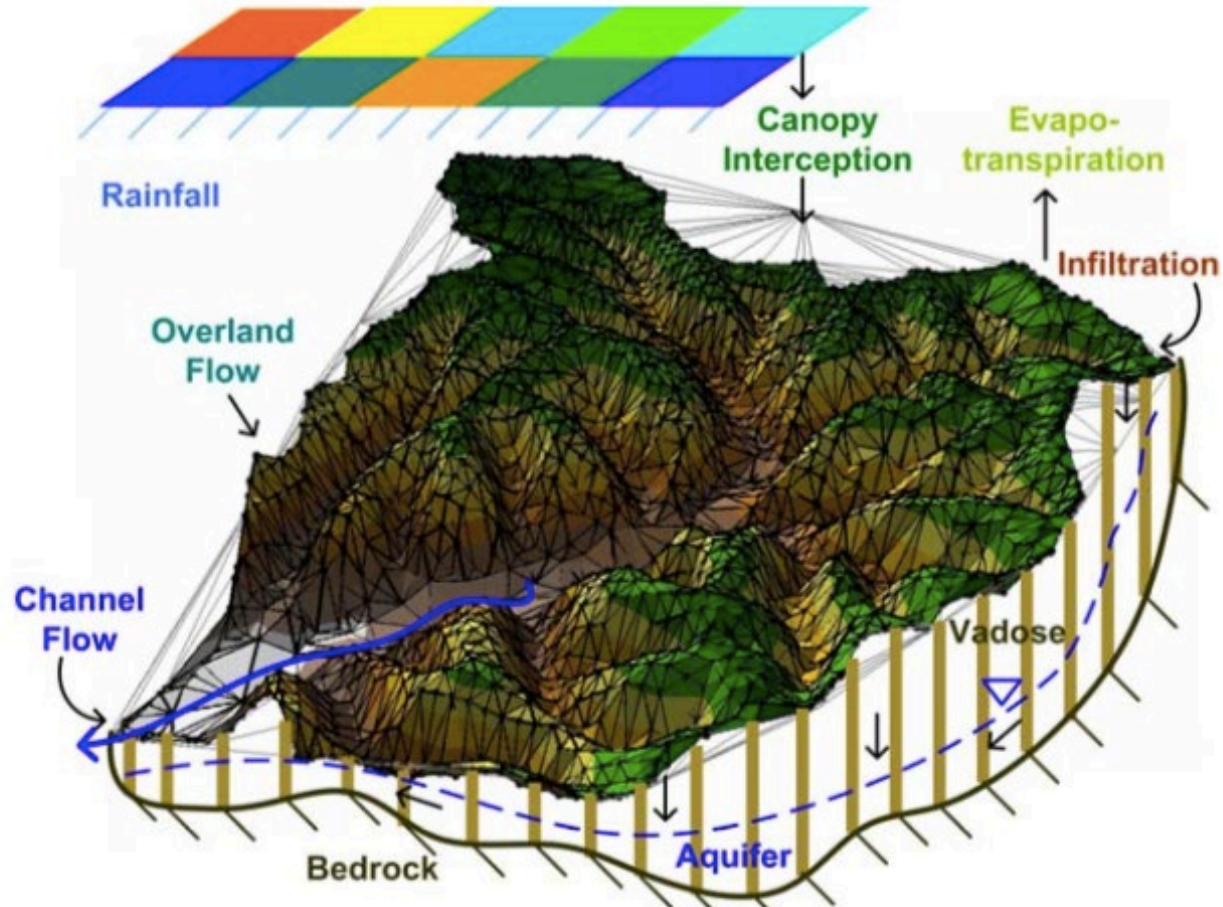 Canopy
Interception
Evapo-
transpiration
Rainfall
Infiltration
Overland
Flow
Channel
Flow
Vadose
Aquifer
Bedrock